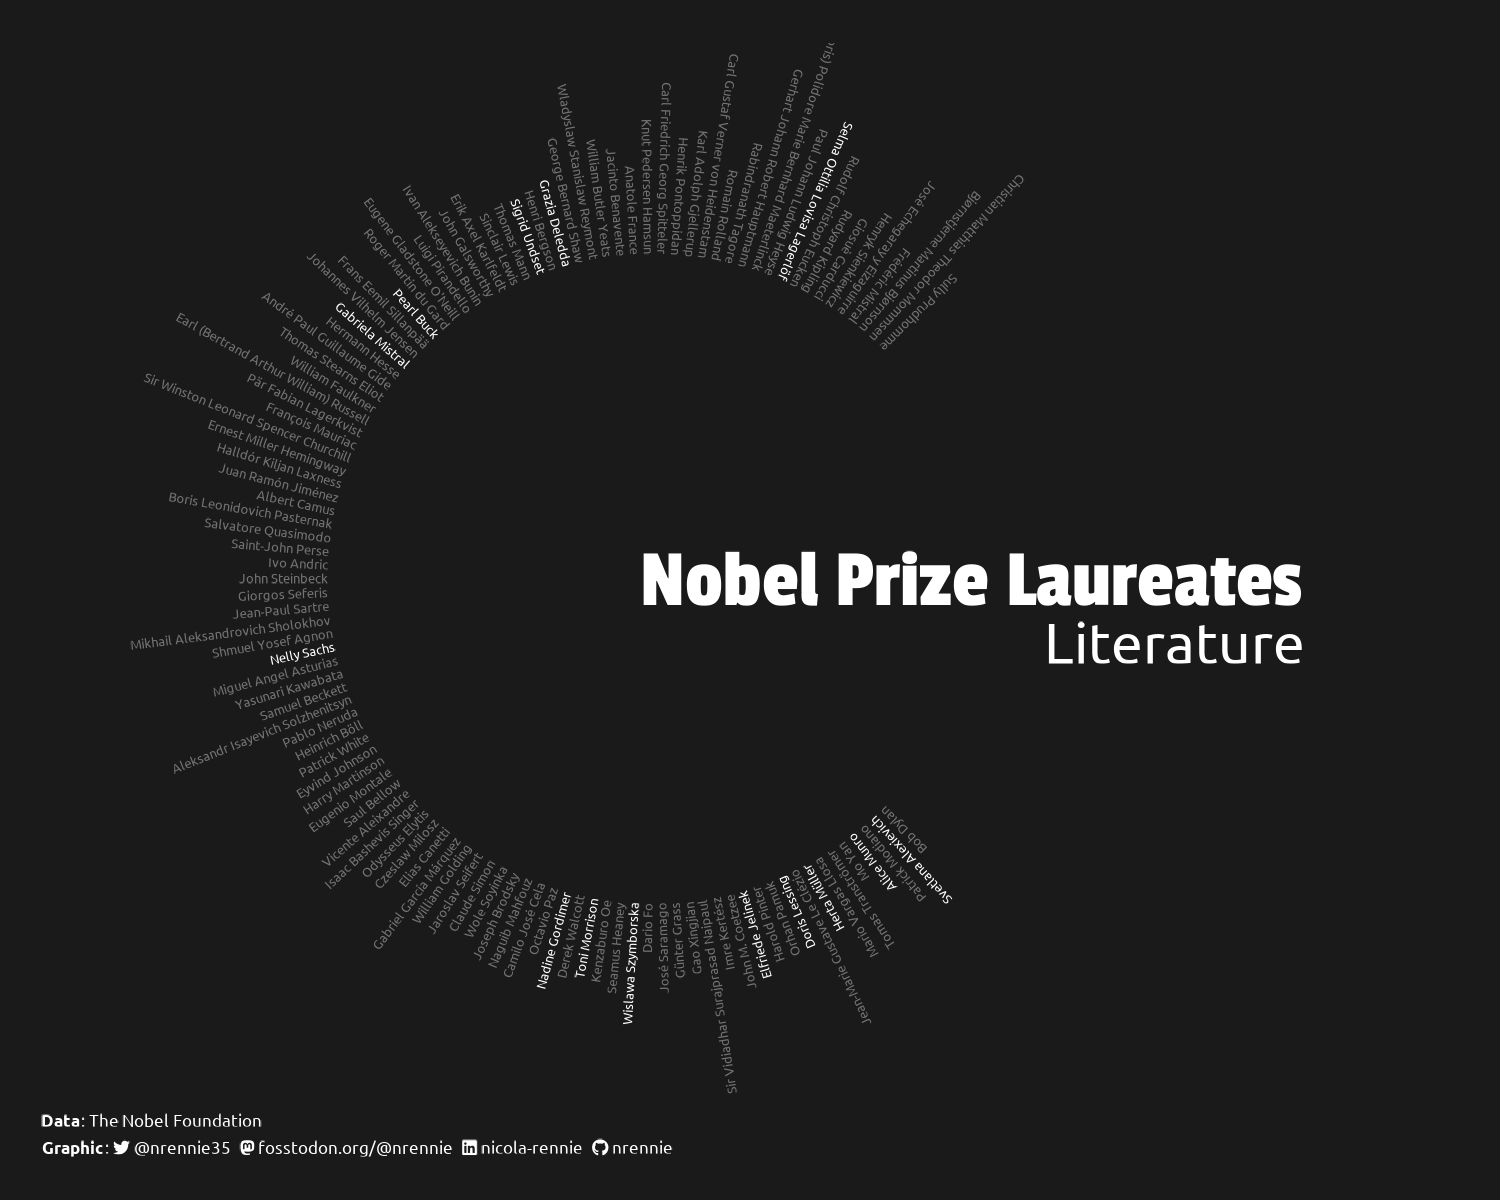 Sully Prudhomme
Christian Matthias Theodor Mommsen
Bjørnstjerne Martinus Bjørnson
Frédéric Mistral
José Echegaray y Eizaguirre
Henryk Sienkiewicz
Giosuè Carducci
Rudyard Kipling
Rudolf Christoph Eucken
Selma Ottilia Lovisa Lagerlöf
Paul Johann Ludwig Heyse
ris) Polidore Marie Bernhard Maeterlinck
Gerhart Johann Robert Hauptmann
Rabindranath Tagore
Romain Rolland
Carl Gustaf Verner von Heidenstam
Karl Adolph Gjellerup
Henrik Pontoppidan
Carl Friedrich Georg Spitteler
Knut Pedersen Hamsun
Anatole France
Jacinto Benavente
William Butler Yeats
Wladyslaw Stanislaw Reymont
George Bernard Shaw
Grazia Deledda
Henri Bergson
Sigrid Undset
Thomas Mann
Sinclair Lewis
Erik Axel Karlfeldt
John Galsworthy
Ivan Alekseyevich Bunin
Luigi Pirandello
Eugene Gladstone O'Neill
Roger Martin du Gard
Pearl Buck
Frans Eemil Sillanpää
Johannes Vilhelm Jensen
Gabriela Mistral
Hermann Hesse
André Paul Guillaume Gide
Thomas Stearns Eliot
William Faulkner
Earl (Bertrand Arthur William) Russell
Pär Fabian Lagerkvist
François Mauriac
Sir Winston Leonard Spencer Churchill
Ernest Miller Hemingway
Halldór Kiljan Laxness
Juan Ramón Jiménez
Albert Camus
Boris Leonidovich Pasternak
Salvatore Quasimodo
Saint-John Perse
Ivo Andric
John Steinbeck
Giorgos Seferis
Jean-Paul Sartre
Mikhail Aleksandrovich Sholokhov
Shmuel Yosef Agnon
Nelly Sachs
Miguel Angel Asturias
Yasunari Kawabata
Samuel Beckett
Aleksandr Isayevich Solzhenitsyn
Pablo Neruda
Heinrich Böll
Patrick White
Eyvind Johnson
Harry Martinson
Eugenio Montale
Saul Bellow
Vicente Aleixandre
Isaac Bashevis Singer
Odysseus Elytis
Czeslaw Milosz
Elias Canetti
Gabriel García Márquez
William Golding
Jaroslav Seifert
Claude Simon
Wole Soyinka
Joseph Brodsky
Naguib Mahfouz
Camilo José Cela
Octavio Paz
Nadine Gordimer
Derek Walcott
Toni Morrison
Kenzaburo Oe
Seamus Heaney
Wislawa Szymborska
Dario Fo
José Saramago
Günter Grass
Gao Xingjian
Sir Vidiadhar Surajprasad Naipaul
Imre Kertész
John M. Coetzee
Elfriede Jelinek
Harold Pinter
Orhan Pamuk
Doris Lessing
Jean-Marie Gustave Le Clézio
Herta Müller
Mario Vargas Llosa
Tomas Tranströmer
Mo Yan
Alice Munro
Patrick Modiano
Svetlana Alexievich
Bob Dylan
Nobel Prize Laureates
Literature
Data: The Nobel Foundation
Graphic: @nrennie35 fosstodon.org/@nrennie nicola-rennie nrennie